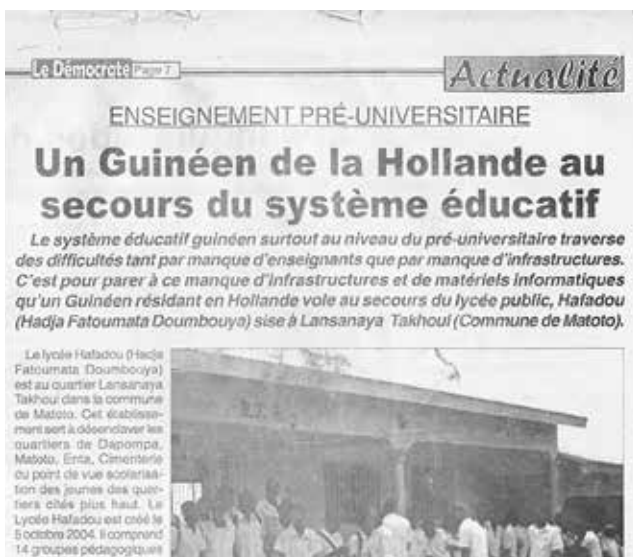 Le Démocrate Page 7
Actualité
ENSEIGNEMENT PRÉ-UNIVERSITAIRE
Un Guinéen de la Hollande au
secours du système éducatif
Le système éducatif guinéen surtout au niveau du pré-universitaire traverse
des difficultés tant par manque d'enseignants que par manque d'infrastructures.
C'est pour parer à ce manque d'infrastructures et de matériels informatiques
qu'un Guinéen résidant en Hollande vole au secours du lycée public, Hafadou
(Hadja Fatoumata Doumbouya) sise à Lansanaya Takhoui (Commune de Matoto).
Le lycée Hafadou (Hadja
Fatoumata Doumbouya)
est au quartier Lansanaya
Takhoui dans la commune
de Matoto. Cet établisse-
ment sert à désenclaver les
quartiers de Dapompa,
Matoto, Enta, Cimenterie
du point de vue scolarisa-
tion des jeunes des quar-
tiers cités plus haut. Le
Lycée Hafadou est créé le
5 octobre 2004. Il comprend
14 groupes pédagogiques